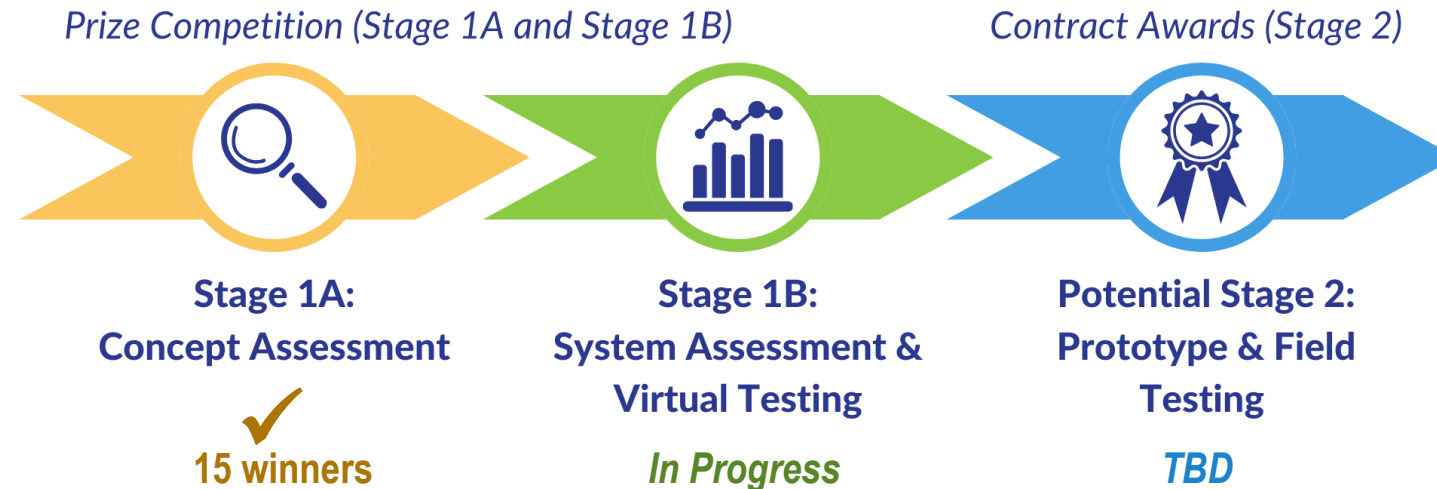 Prize Competition (Stage 1A and Stage 1B)
Contract Awards (Stage 2)
Stage 1A:
Concept Assessment
15 winners
Stage 1B:
System Assessment &
Virtual Testing
In Progress
Potential Stage 2:
Prototype & Field
Testing
TBD